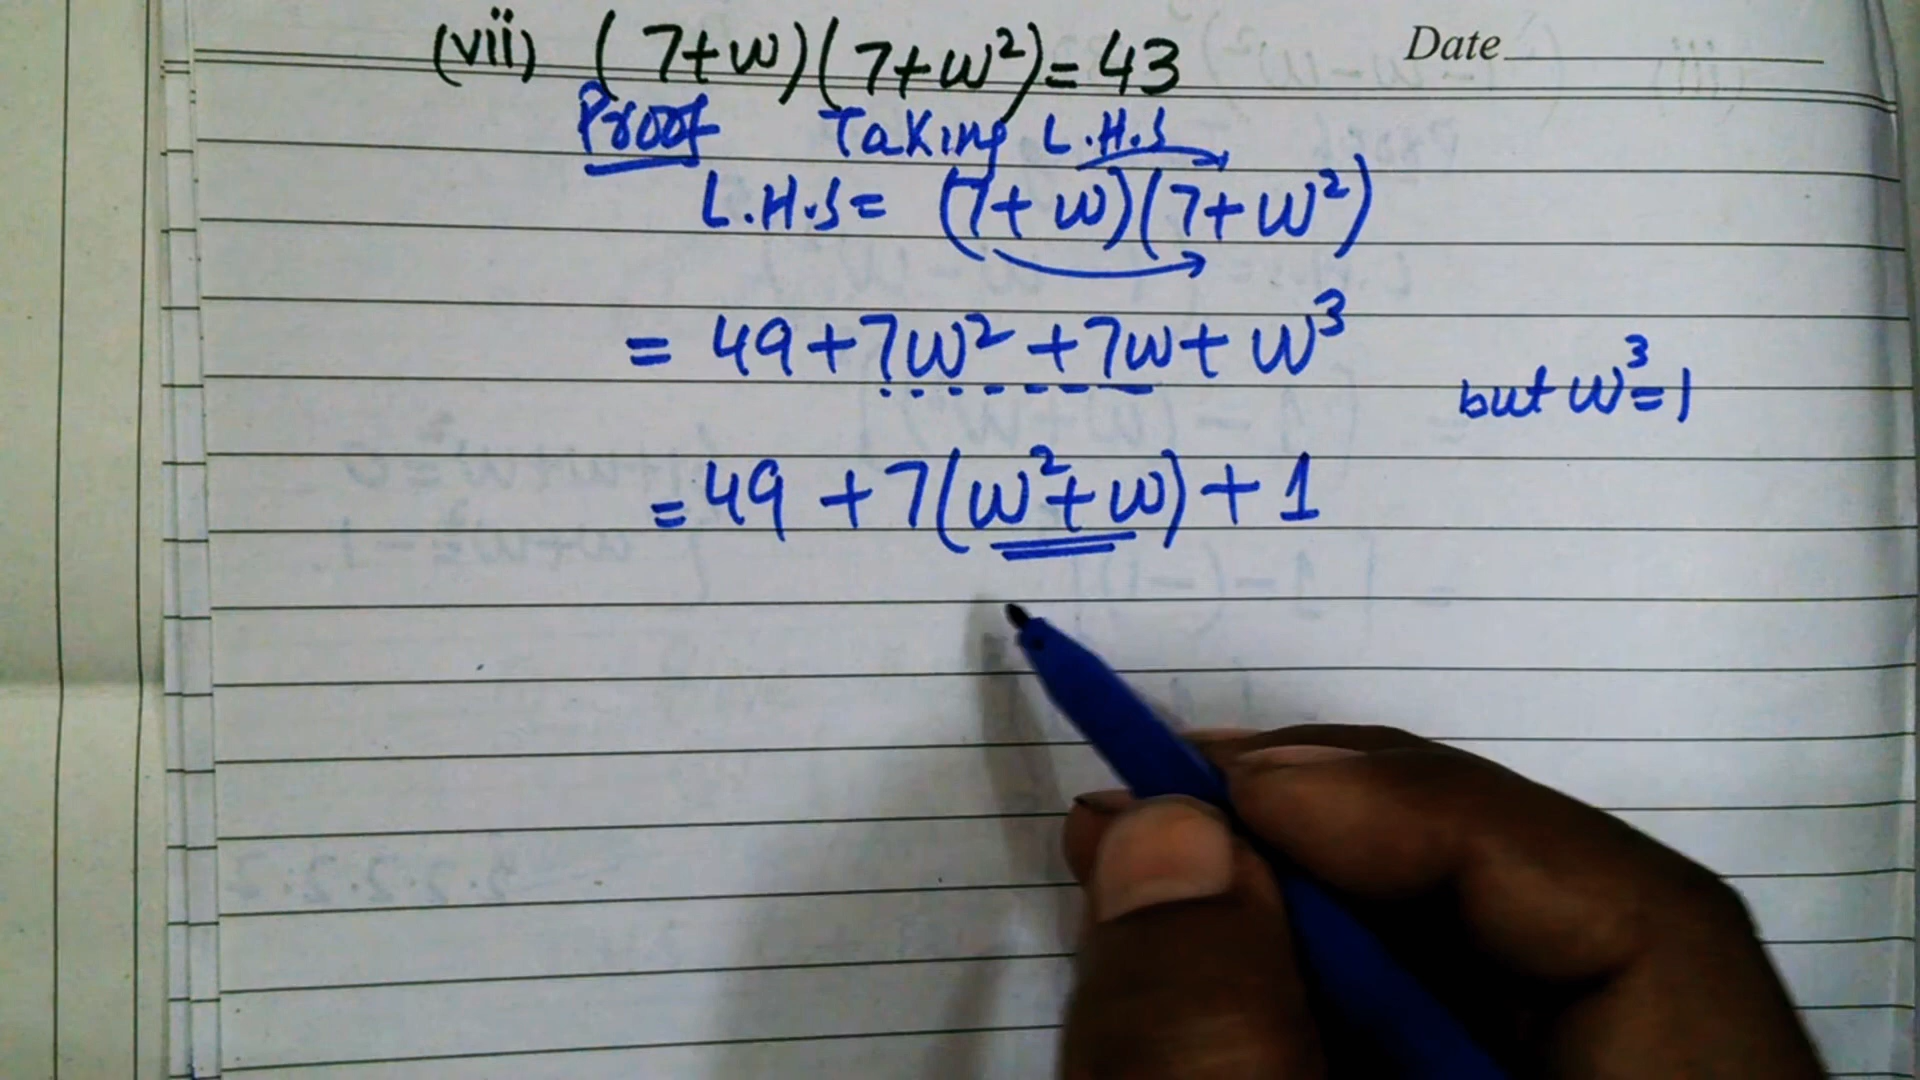 (vii) (7+w)(7+w²)=43 Date
Proof Taking L.H.S
L.H.S = (7+w)(7+w²)
= 49+7w²+7w+w³
but w³=1
=49+7(w²+w)+1